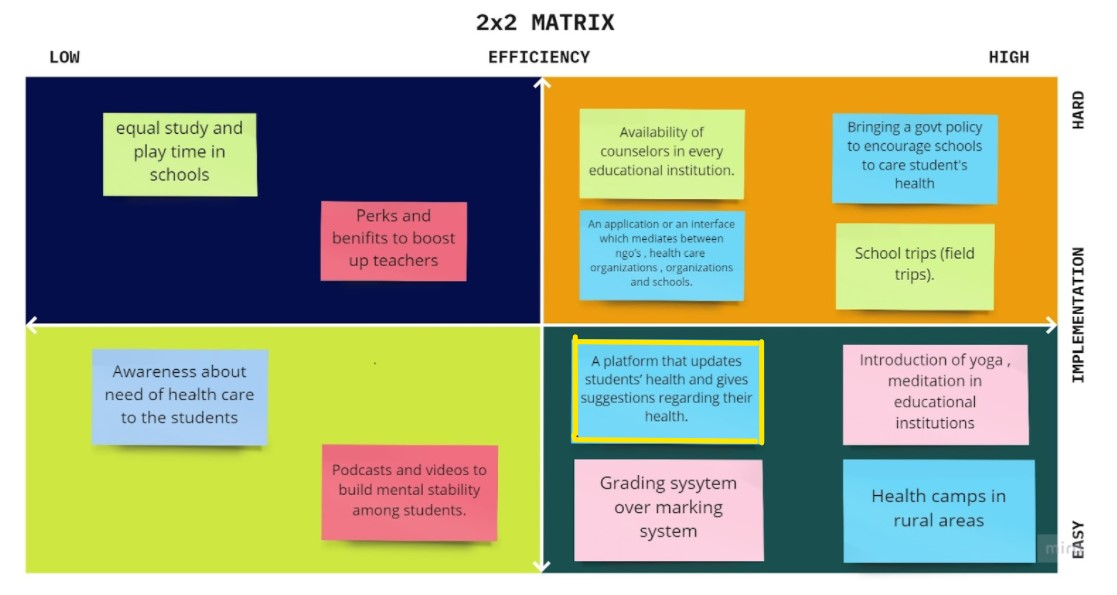 2x2 MATRIX
LOW
EFFICIENCY
HIGH
HARD
equal study and
play time in
schools
Perks and
benifits to boost
up teachers
Availability of
counselors in every
educational institution.
Bringing a govt policy
to encourage schools
to care student's
health
An application or an interface
which mediates between
ngo's , health care
organizations , organizations
and schools.
School trips (field
trips).
IMPLEMENTATION
Awareness about
need of health care
to the students
Podcasts and videos to
build mental stability
among students.
A platform that updates
students’ health and gives
suggestions regarding their
health.
Introduction of yoga ,
meditation in
educational
institutions
Grading sysytem
over marking
system
Health camps in
rural areas
EASY